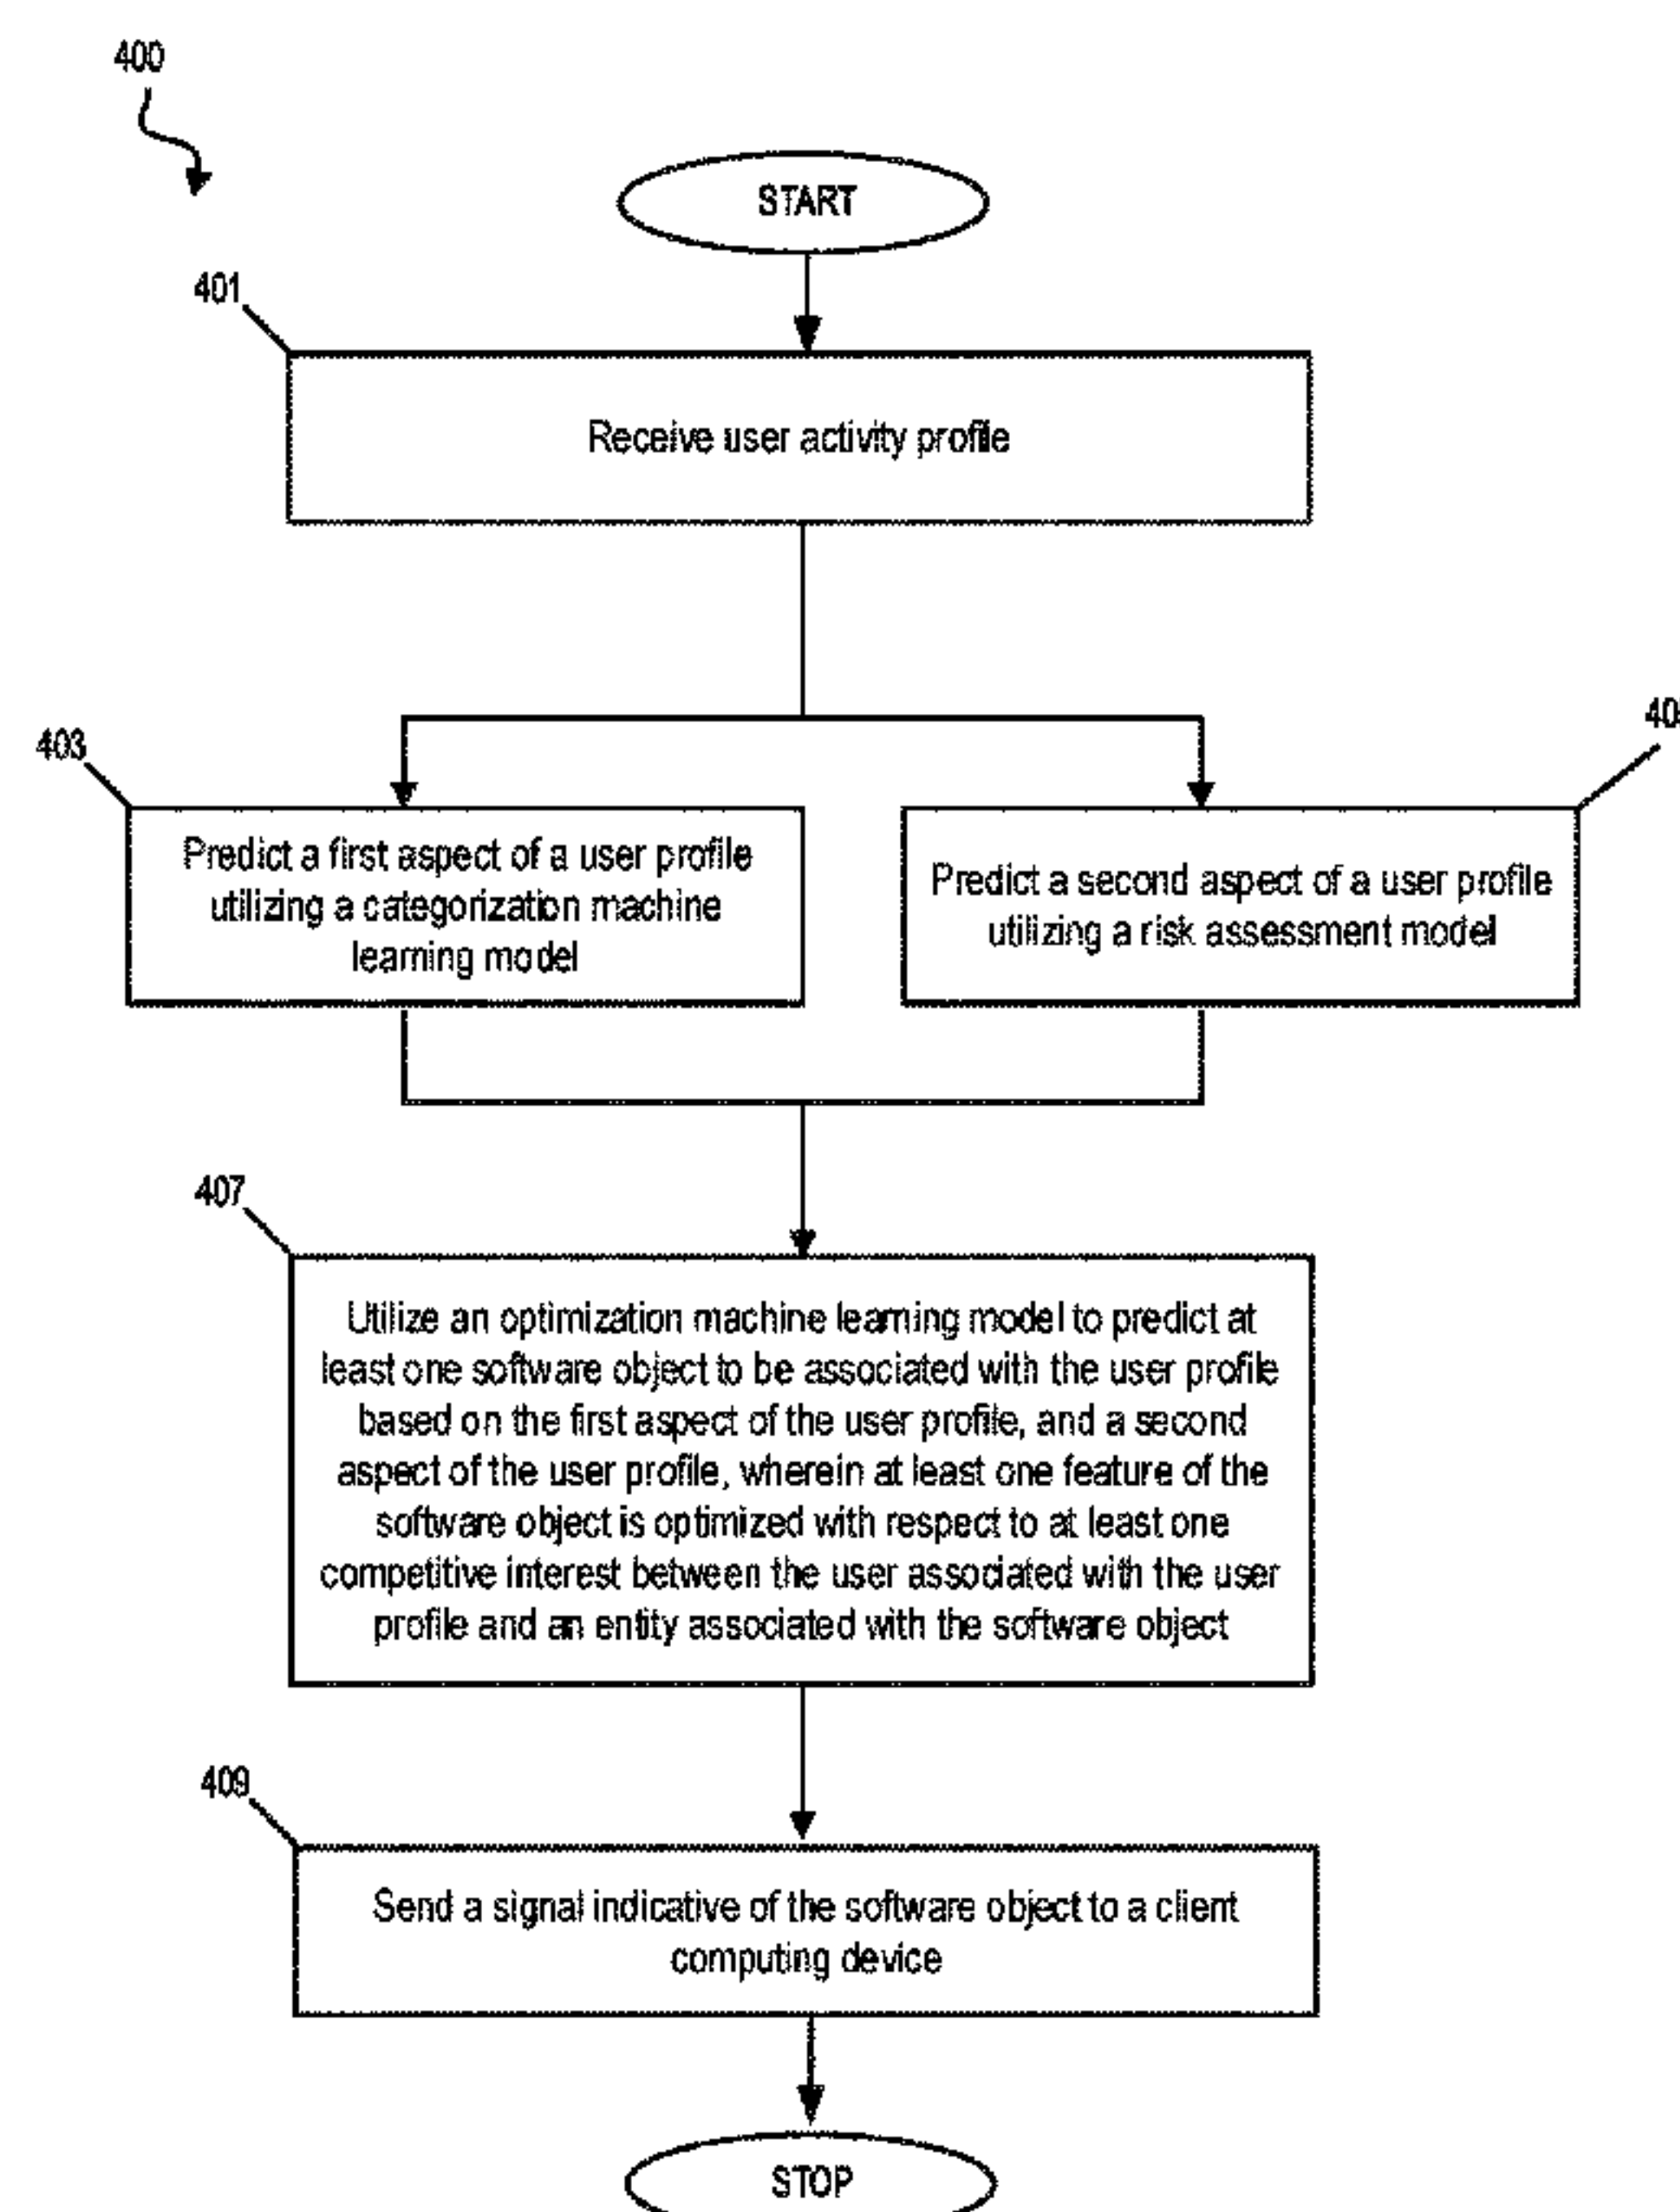 400
START
401
Receive user activity profile
403
Predict a first aspect of a user profile
utilizing a categorization machine
learning model
Predict a second aspect of a user profile
utilizing a risk assessment model
407
Utilize an optimization machine learning model to predict at
least one software object to be associated with the user profile
based on the first aspect of the user profile, and a second
aspect of the user profile, wherein at least one feature of the
software object is optimized with respect to at least one
competitive interest between the user associated with the user
profile and an entity associated with the software object
409
Send a signal indicative of the software object to a client
computing device
STOP